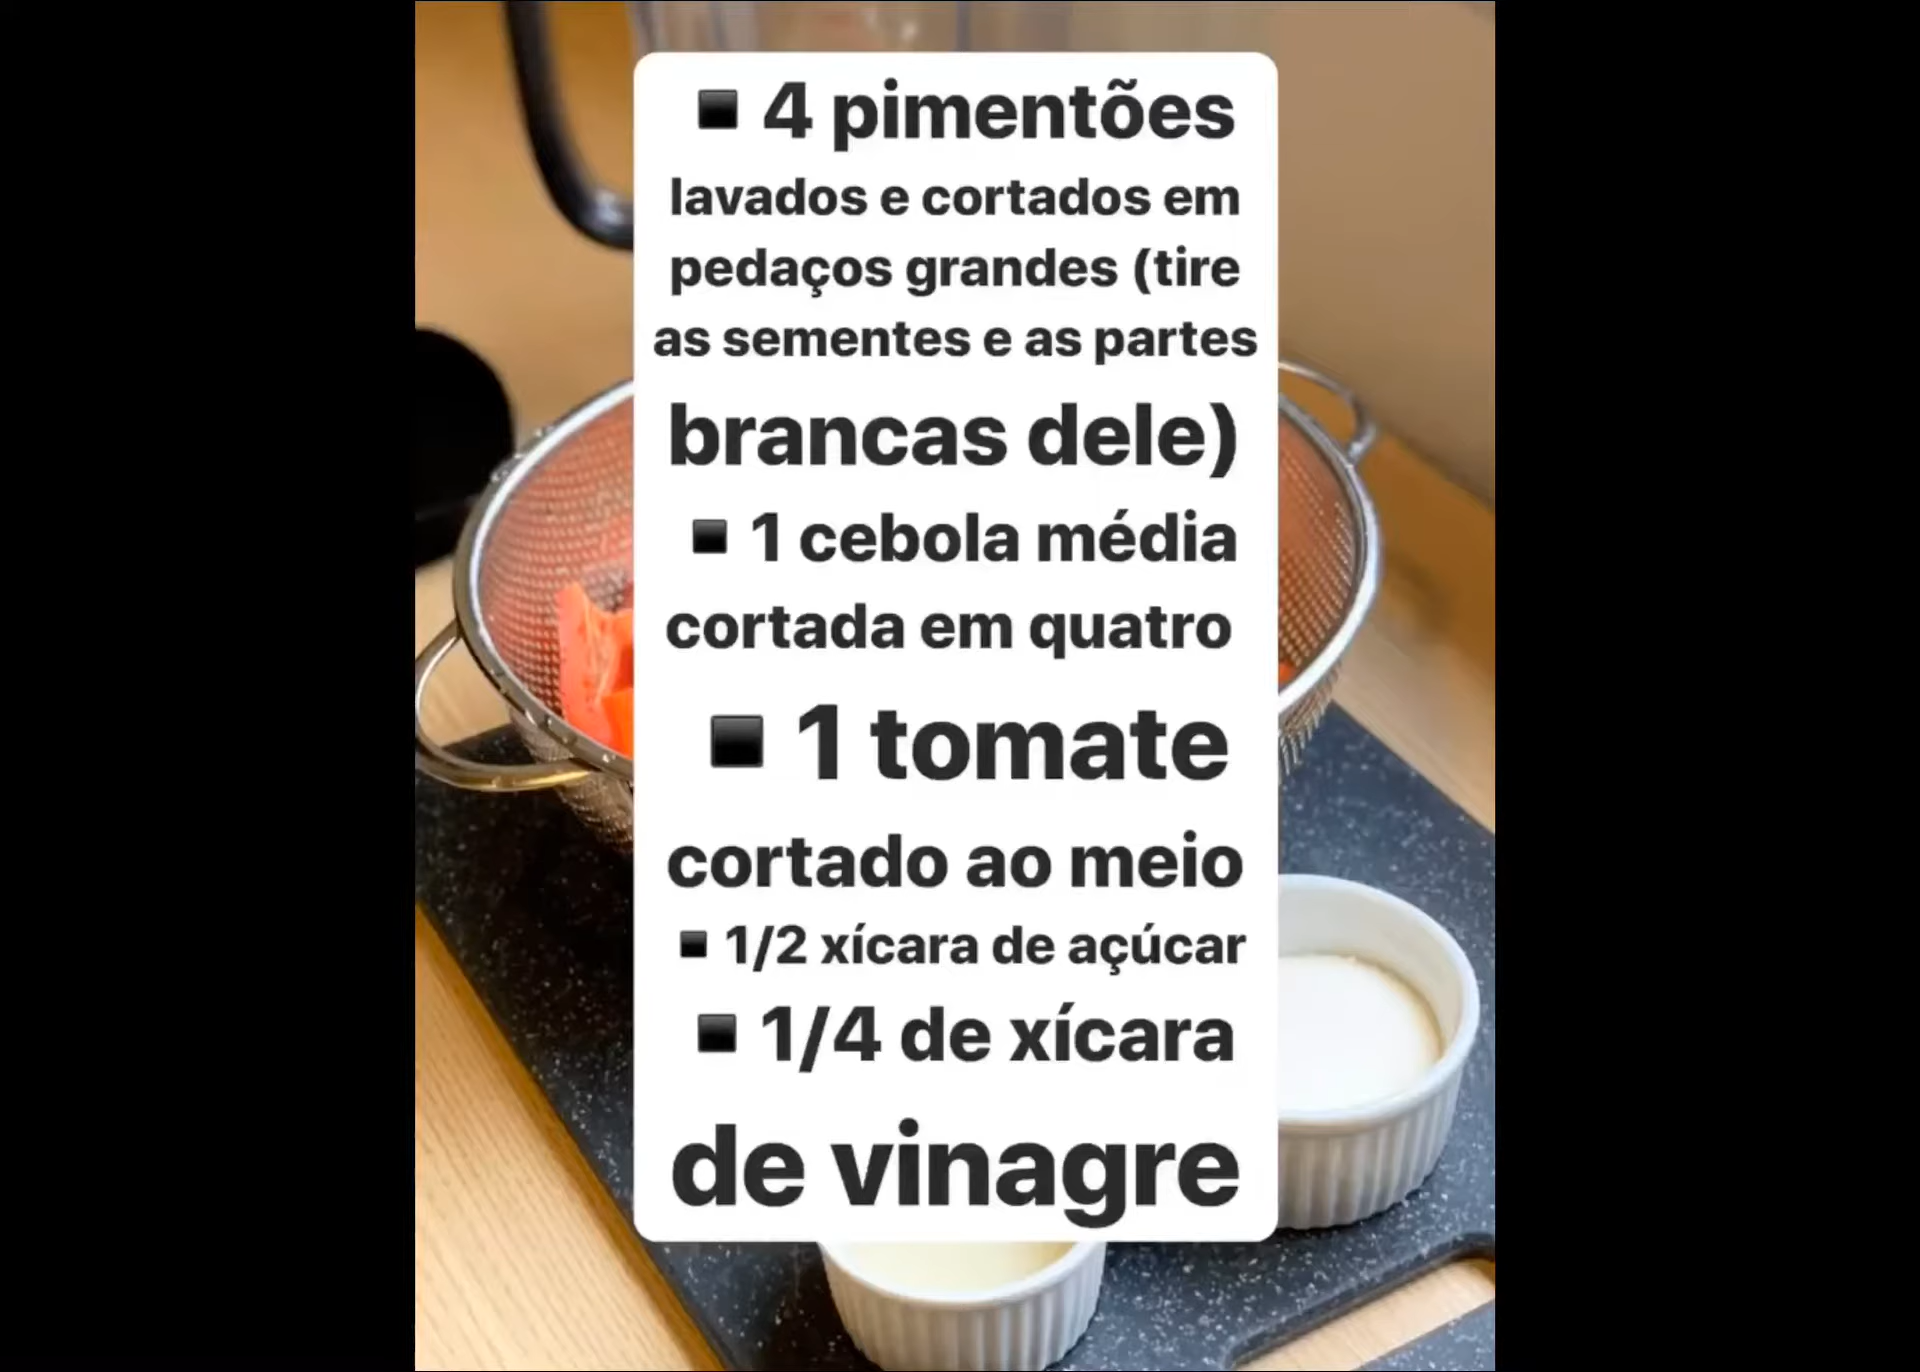 ▪️4 pimentões
lavados e cortados em
pedaços grandes (tire
as sementes e as partes
brancas dele)
▪️1 cebola média
cortada em quatro
▪️1 tomate
cortado ao meio
▪️1/2 xícara de açúcar
▪️1/4 de xícara
de vinagre